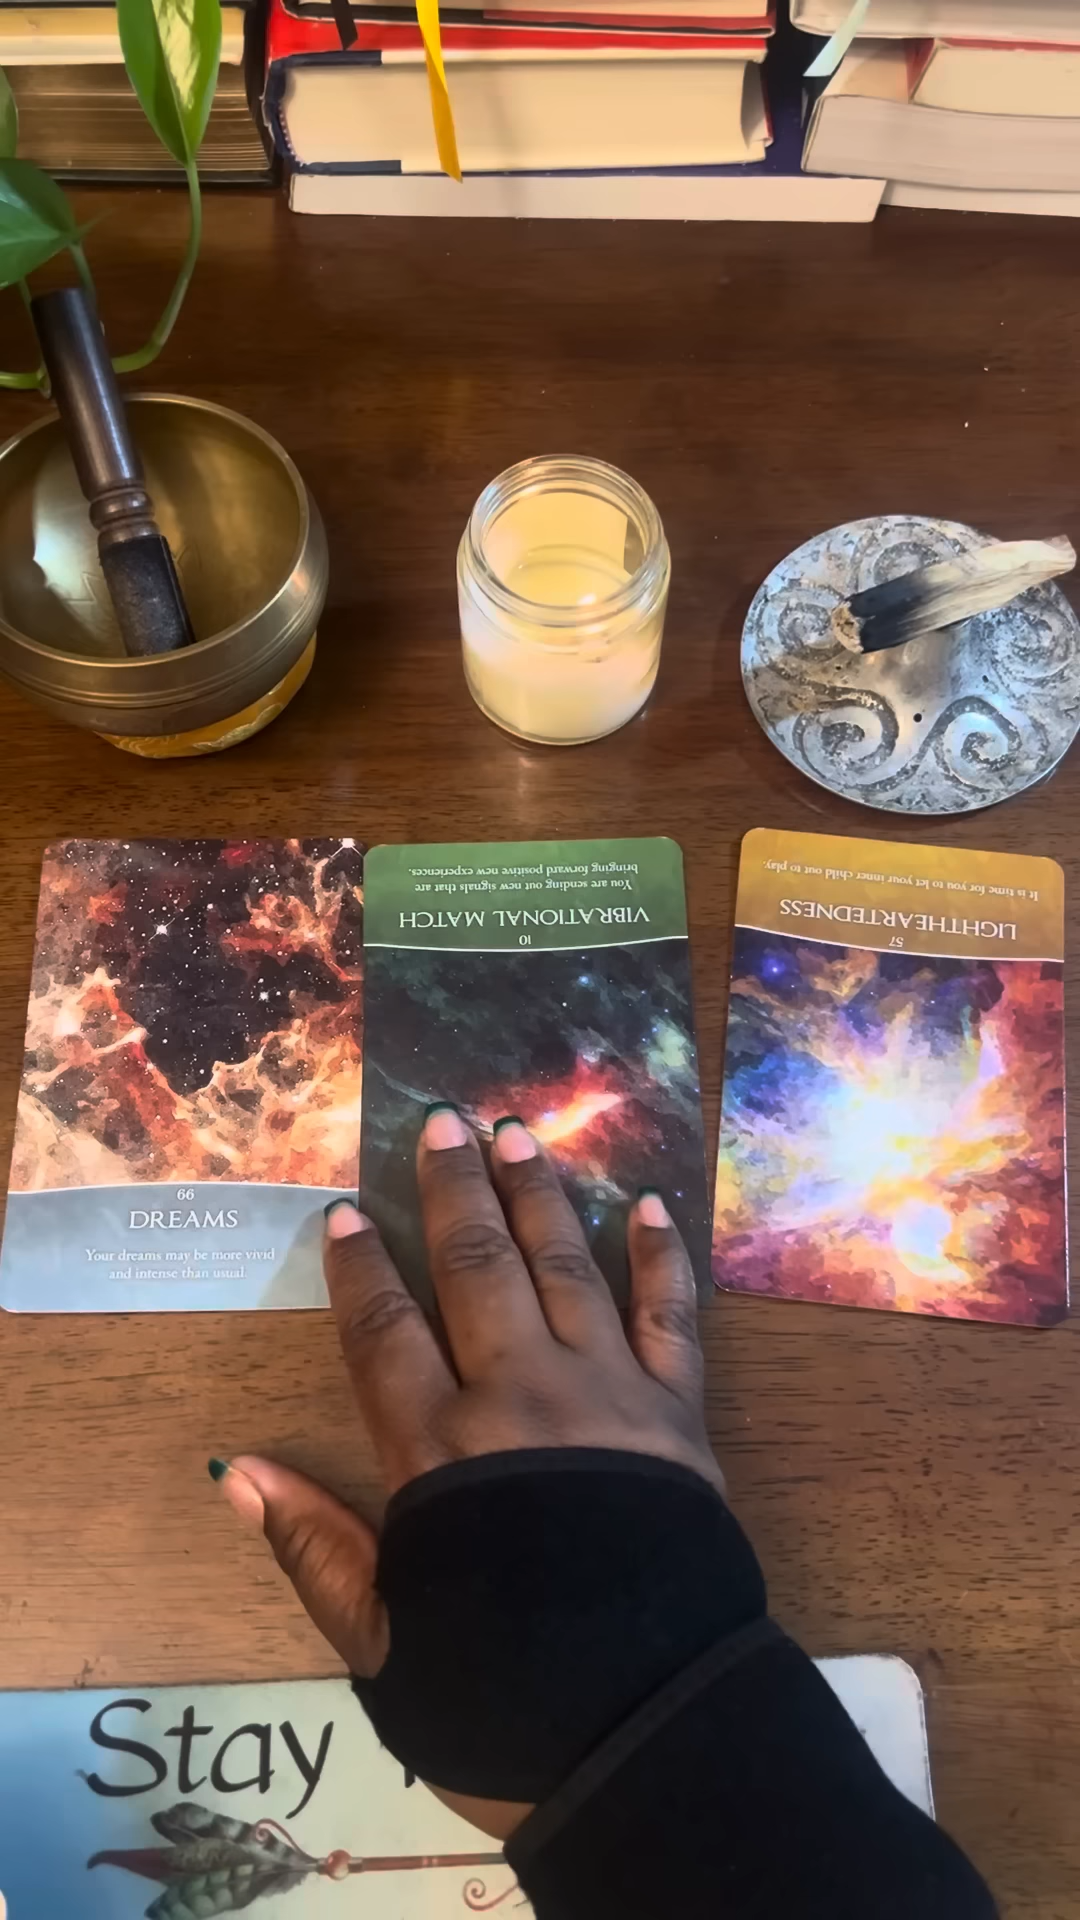 You are sending out new signals that are
bringing forward positive new experiences.
VIBRATIONAL MATCH
10
It is time for you to let your inner child out to play.
LIGHTHEARTEDNESS
57
66
DREAMS
Your dreams may be more vivid
and intense than usual.
Stay